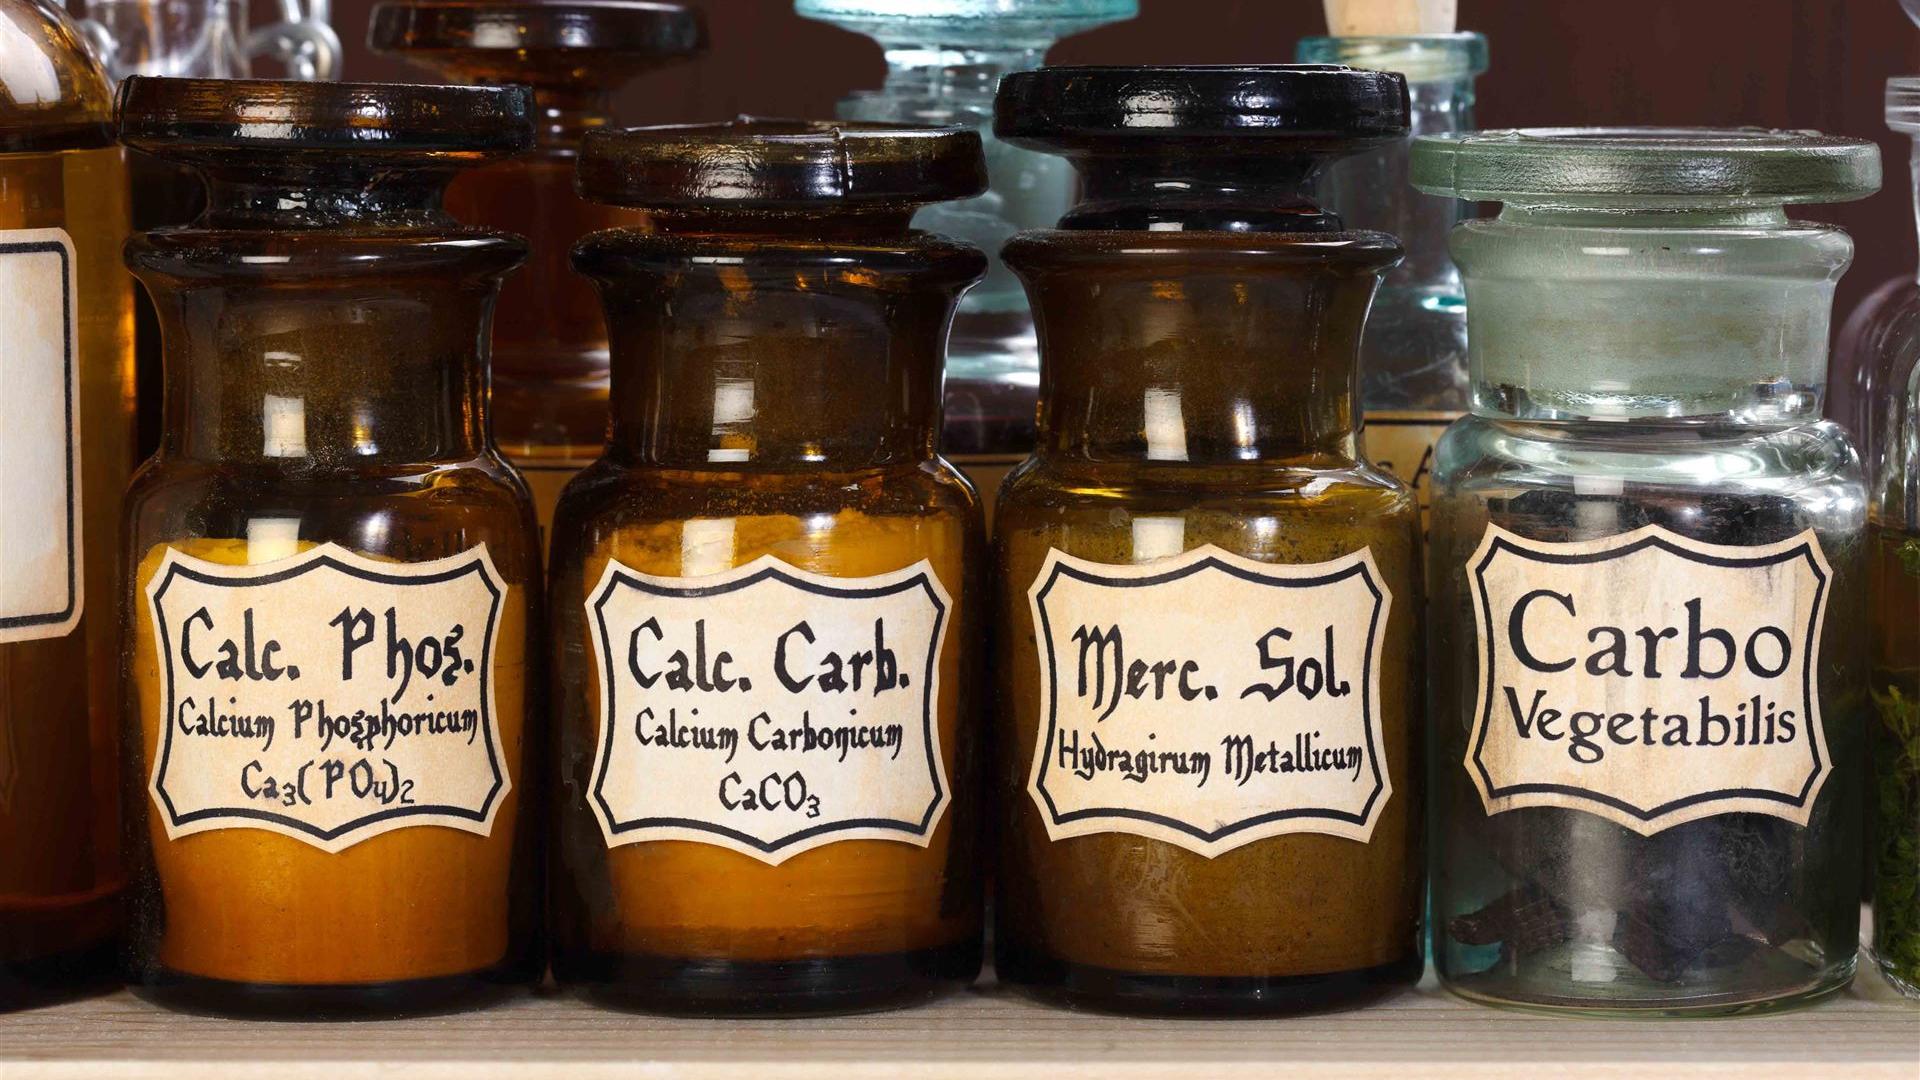 Calc. Phos.
Calcium Phosphoricum
Ca₃(PO₄)₂
Calc. Carb.
Calcium Carbonicum
CaCO₃
Merc. Sol.
Hydragirum Metallicum
Carbo
Vegetabilis